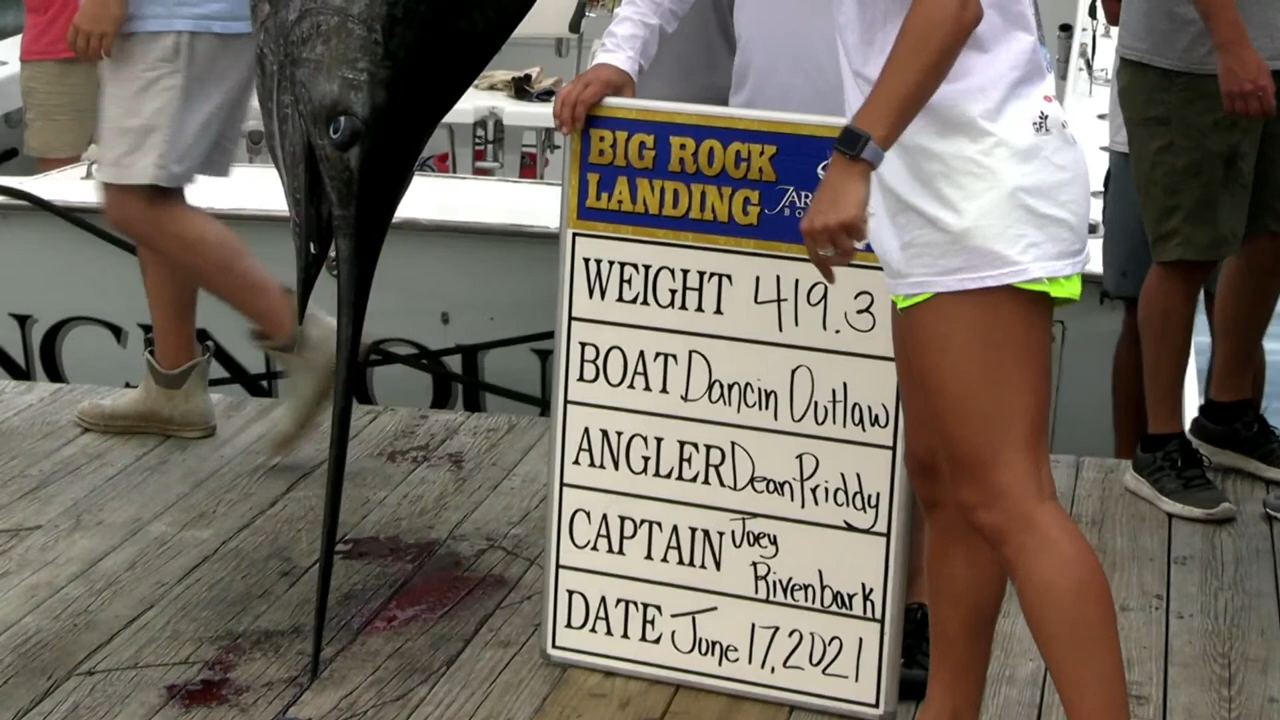 BIG ROCK
LANDING
WEIGHT 419.3
BOAT Dancin Outlaw
ANGLER Dean Priddy
CAPTAIN Joey
Rivenbark
DATE June 17, 2021